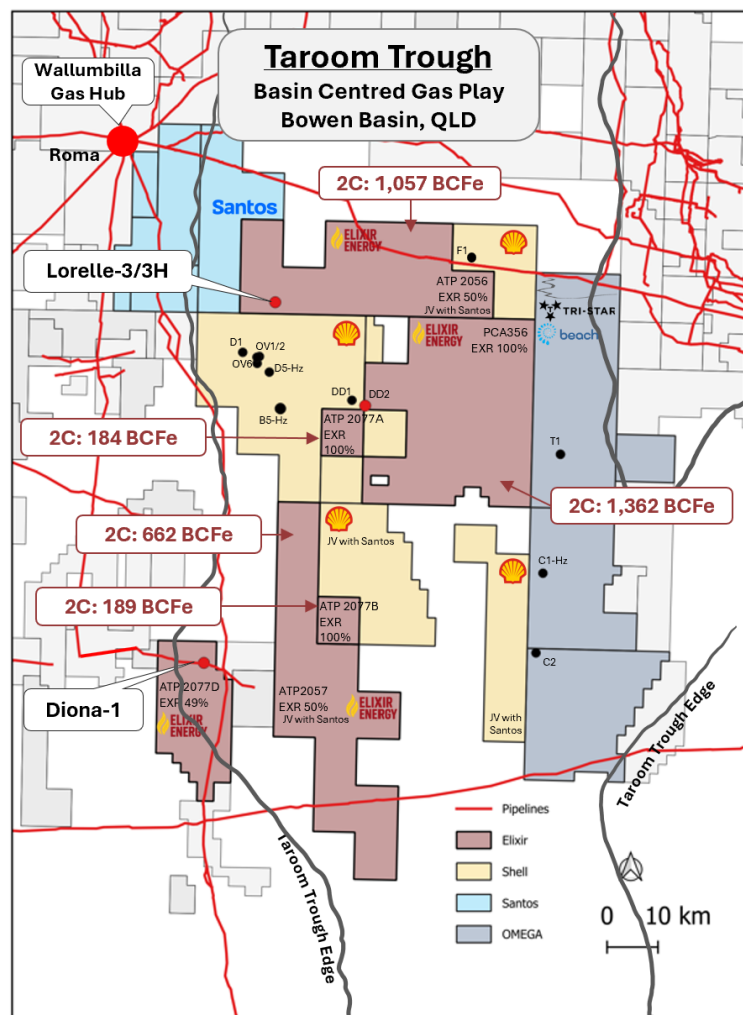 Taroom Trough
Basin Centred Gas Play
Bowen Basin, QLD
Wallumbilla
Gas Hub
Roma
2C: 1,057 BCFe
Santos
ELIXIR
ENERGY
F1
Lorelle-3/3H
ATP 2056
EXR 50%
JV with Santos
TRI-STAR
beach
ELIXIR
ENERGY
PCA356
EXR 100%
D1
OV1/2
OV6
D5-Hz
DD1
DD2
B5-Hz
ATP 2077A
EXR
100%
2C: 184 BCFe
T1
2C: 1,362 BCFe
2C: 662 BCFe
JV with Santos
C1-Hz
2C: 189 BCFe
ATP 2077B
EXR
100%
C2
Diona-1
ATP 2077D
EXR 49%
ELIXIR
ENERGY
ATP2057
EXR 50%
JV with Santos
ELIXIR
ENERGY
JV with
Santos
Taroom Trough Edge
Taroom Trough Edge
Pipelines
Elixir
Shell
Santos
OMEGA
0 10 km